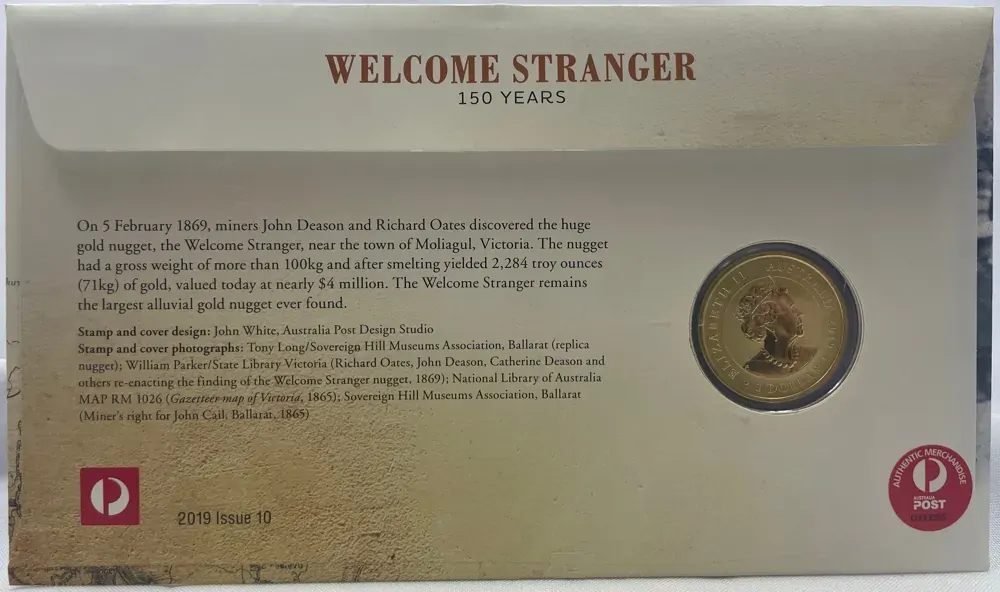 WELCOME STRANGER
150 YEARS
On 5 February 1869, miners John Deason and Richard Oates discovered the huge
gold nugget, the Welcome Stranger, near the town of Moliagul, Victoria. The nugget
had a gross weight of more than 100kg and after smelting yielded 2,284 troy ounces
(71kg) of gold, valued today at nearly $4 million. The Welcome Stranger remains
the largest alluvial gold nugget ever found.
Stamp and cover design: John White, Australia Post Design Studio
Stamp and cover photographs: Tony Long/Sovereign Hill Museums Association, Ballarat (replica
nugget); William Parker/State Library Victoria (Richard Oates, John Deason, Catherine Deason and
others re-enacting the finding of the Welcome Stranger nugget, 1869); National Library of Australia
MAP RM 1026 (Gazetteer map of Victoria, 1865); Sovereign Hill Museums Association, Ballarat
(Miner's right for John Cail, Ballarat, 1865)
ELIZABETH II AUSTRALIA 2019
1 DOLLAR
2019 Issue 10
AUTHENTIC MERCHANDISE
AUSTRALIA
POST